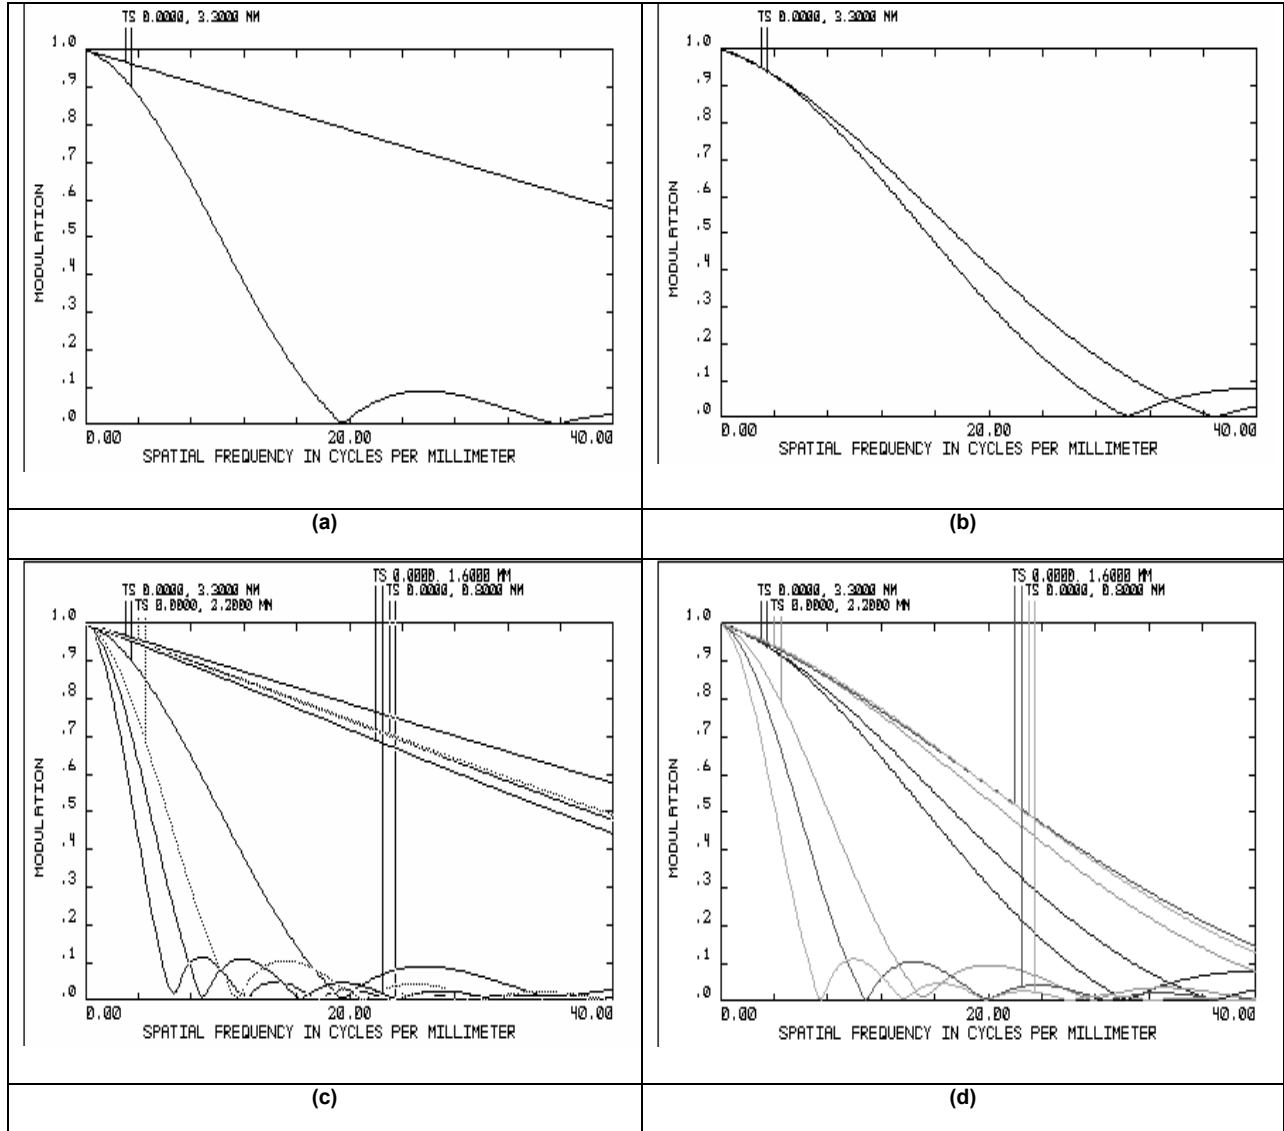 TS 0.0000, 3.3000 MM
1.0
.9
.8
.7
.6
.5
.4
.3
.2
.1
.0
MODULATION
0.00 20.00 40.00
SPATIAL FREQUENCY IN CYCLES PER MILLIMETER
(a)
TS 0.0000, 3.3000 MM
1.0
.9
.8
.7
.6
.5
.4
.3
.2
.1
.0
MODULATION
0.00 20.00 40.00
SPATIAL FREQUENCY IN CYCLES PER MILLIMETER
(b)
TS 0.0000, 1.6000 MM
TS 0.0000, 3.3000 MM TS 0.0000, 0.8000 MM
TS 0.0000, 2.2000 MM
1.0
.9
.8
.7
.6
.5
.4
.3
.2
.1
.0
MODULATION
0.00 20.00 40.00
SPATIAL FREQUENCY IN CYCLES PER MILLIMETER
(c)
TS 0.0000, 1.6000 MM
TS 0.0000, 3.3000 MM TS 0.0000, 0.8000 MM
TS 0.0000, 2.2000 MM
1.0
.9
.8
.7
.6
.5
.4
.3
.2
.1
.0
MODULATION
0.00 20.00 40.00
SPATIAL FREQUENCY IN CYCLES PER MILLIMETER
(d)